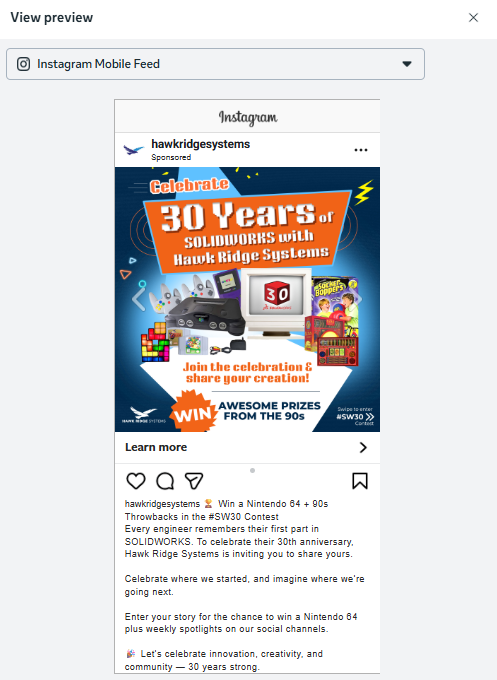 View preview
Instagram Mobile Feed
Instagram
hawkridgesystems
Sponsored
Celebrate
30 Years of
SOLIDWORKS with
Hawk Ridge Systems
30
SOLIDWORKS
SOCKER
BOPPERS
Join the celebration &
share your creation!
WIN
AWESOME PRIZES
FROM THE 90s
HAWK RIDGE SYSTEMS
Swipe to enter
#SW30
Contest
Learn more
hawkridgesystems ⏳ Win a Nintendo 64 + 90s
Throwbacks in the #SW30 Contest
Every engineer remembers their first part in
SOLIDWORKS. To celebrate their 30th anniversary,
Hawk Ridge Systems is inviting you to share yours.
Celebrate where we started, and imagine where we're
going next.
Enter your story for the chance to win a Nintendo 64
plus weekly spotlights on our social channels.
🎉 Let's celebrate innovation, creativity, and
community — 30 years strong.